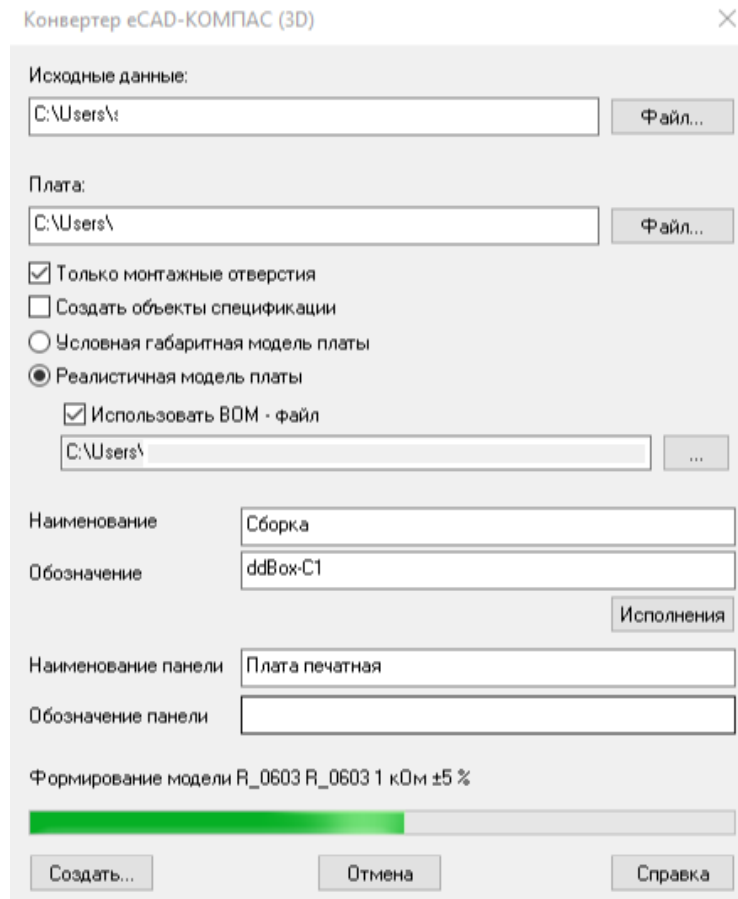 Конвертер eCAD-КОМПАС (3D)
Исходные данные:
C:\Users\
Файл...
Плата:
C:\Users\
Файл...
Только монтажные отверстия
Создать объекты спецификации
Условная габаритная модель платы
Реалистичная модель платы
Использовать BOM - файл
C:\Users\
...
Наименование
Сборка
Обозначение
ddBox-C1
Исполнения
Наименование панели
Плата печатная
Обозначение панели
Формирование модели R_0603 R_0603 1 кОм ±5 %
Создать...
Отмена
Справка